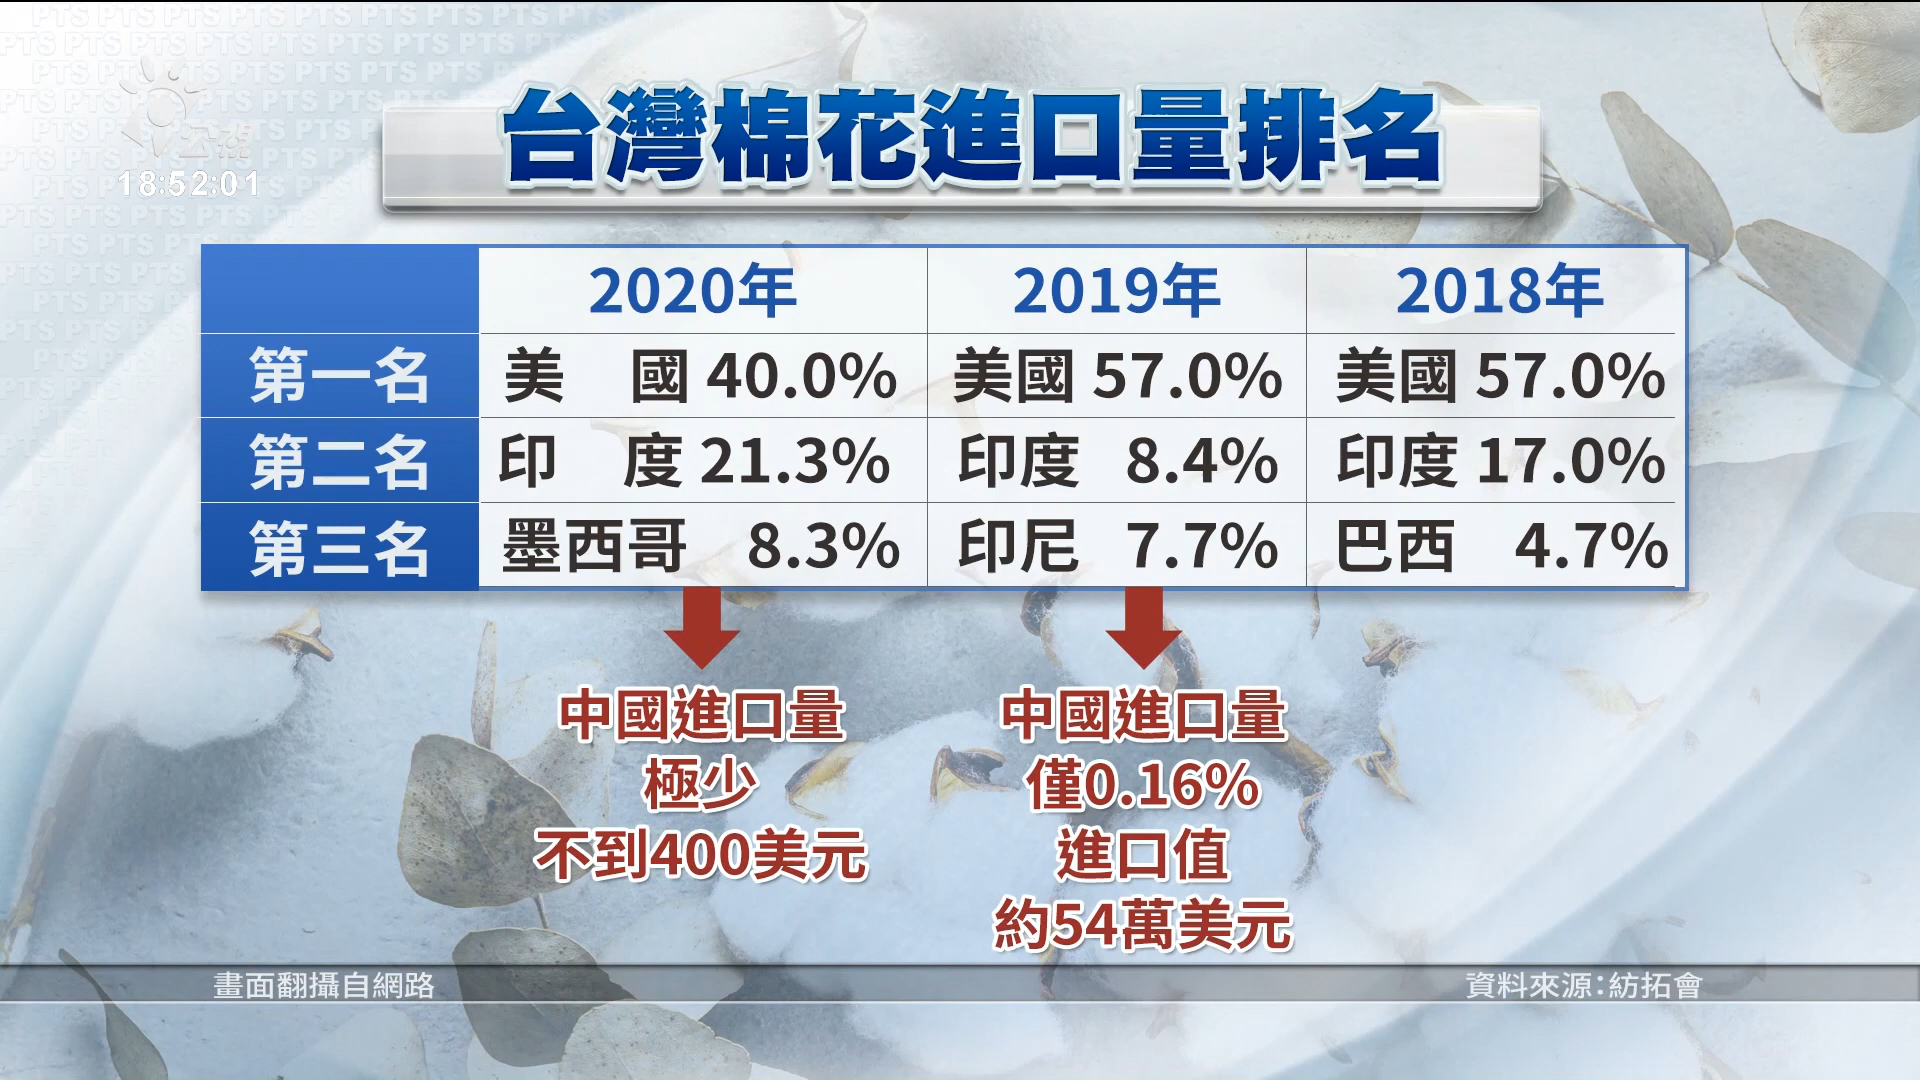 公視
18:52:01
台灣棉花進口量排名
2020年 2019年 2018年
第一名 美國 40.0% 美國 57.0% 美國 57.0%
第二名 印度 21.3% 印度 8.4% 印度 17.0%
第三名 墨西哥 8.3% 印尼 7.7% 巴西 4.7%
中國進口量
極少
不到400美元
中國進口量
僅0.16%
進口值
約54萬美元
畫面翻攝自網路
資料來源:紡拓會